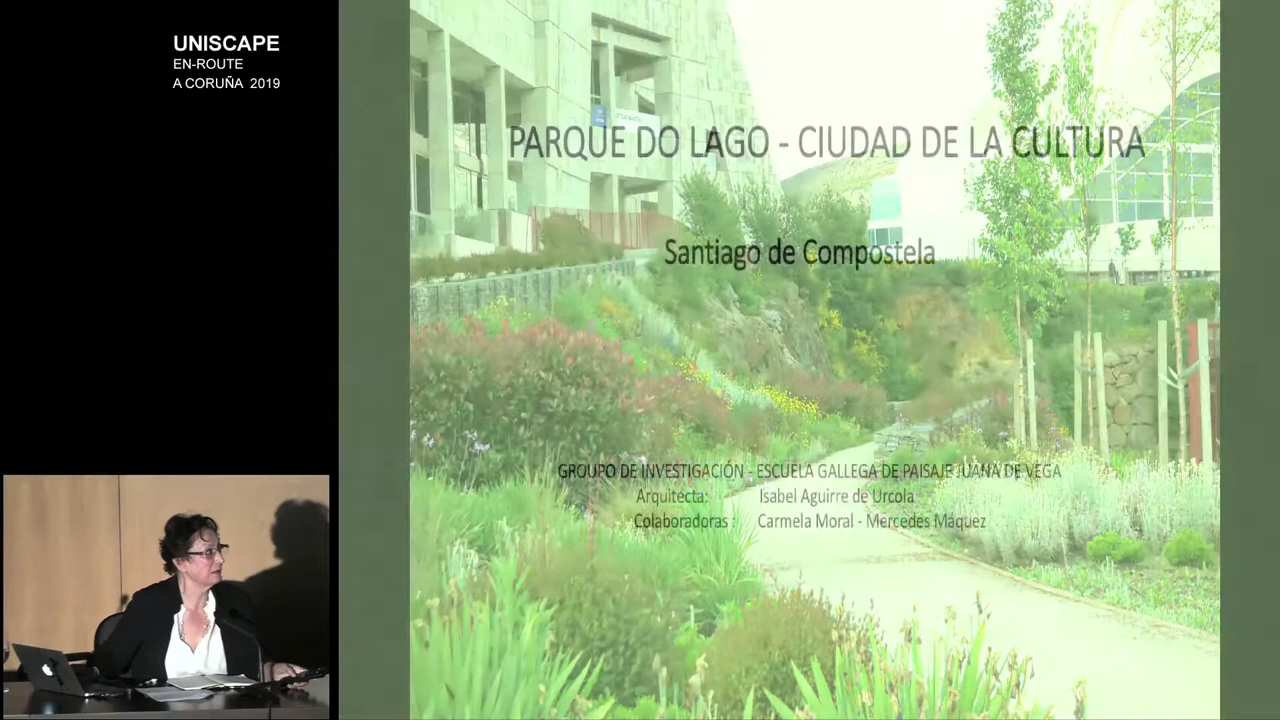 UNISCAPE
EN-ROUTE
A CORUÑA 2019
PARQUE DO LAGO - CIUDAD DE LA CULTURA
Santiago de Compostela
GROUPO DE INVESTIGACIÓN - ESCUELA GALLEGA DE PAISAJE JUANA DE VEGA
Arquitecta: Isabel Aguirre de Urcola
Colaboradoras : Carmela Moral - Mercedes Máquez